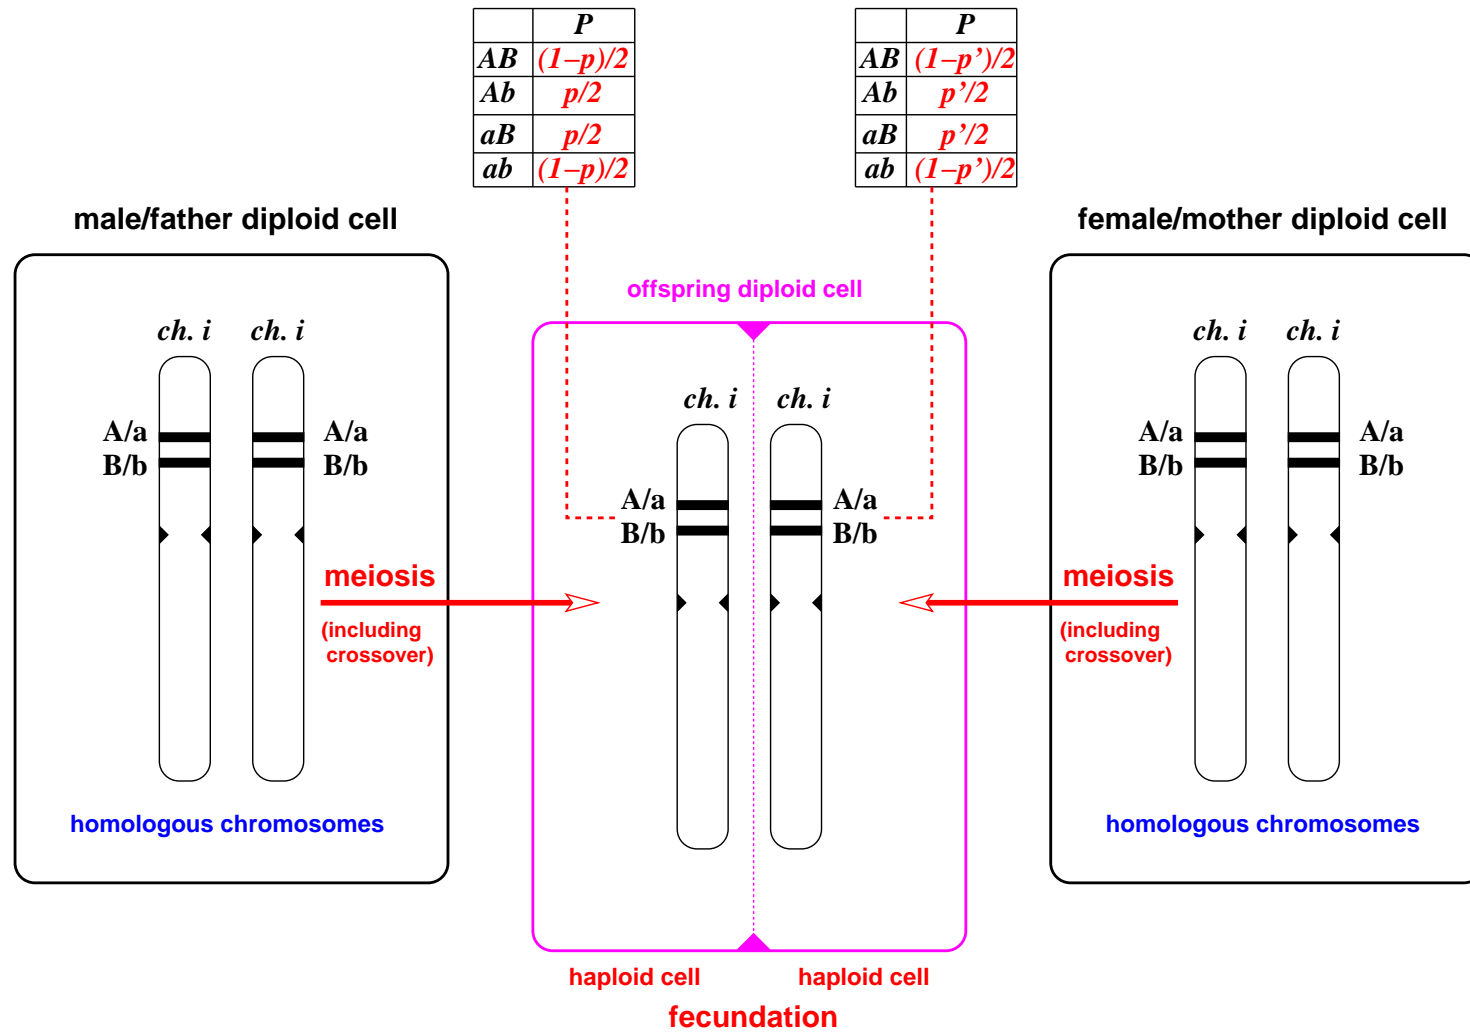 P
AB (1–p)/2
Ab p/2
aB p/2
ab (1–p)/2
P
AB (1–p’)/2
Ab p’/2
aB p’/2
ab (1–p’)/2
male/father diploid cell
female/mother diploid cell
offspring diploid cell
ch. i ch. i
A/a A/a
B/b B/b
meiosis
(including
crossover)
homologous chromosomes
ch. i ch. i
A/a A/a
B/b B/b
ch. i ch. i
A/a A/a
B/b B/b
meiosis
(including
crossover)
homologous chromosomes
haploid cell haploid cell
fecundation